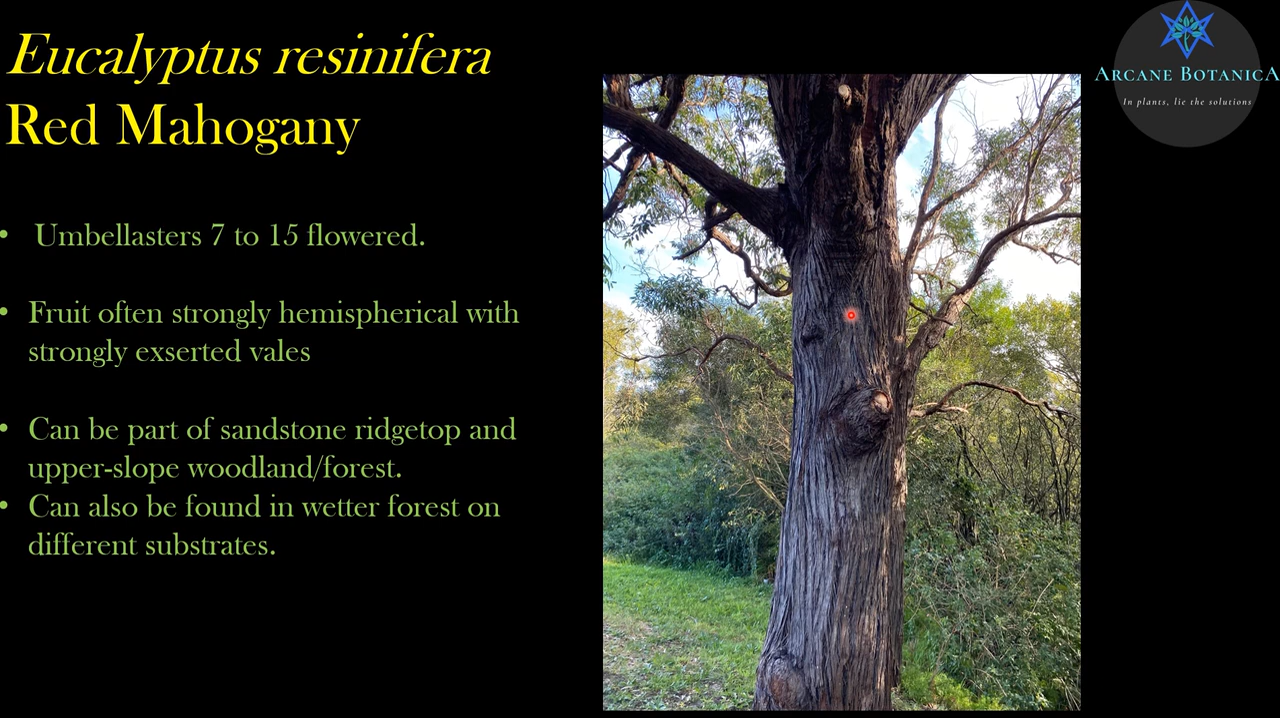 Eucalyptus resinifera
Red Mahogany
• Umbellasters 7 to 15 flowered.
• Fruit often strongly hemispherical with
strongly exserted vales
• Can be part of sandstone ridgetop and
upper-slope woodland/forest.
• Can also be found in wetter forest on
different substrates.
ARCANE BOTANICA
In plants, lie the solutions